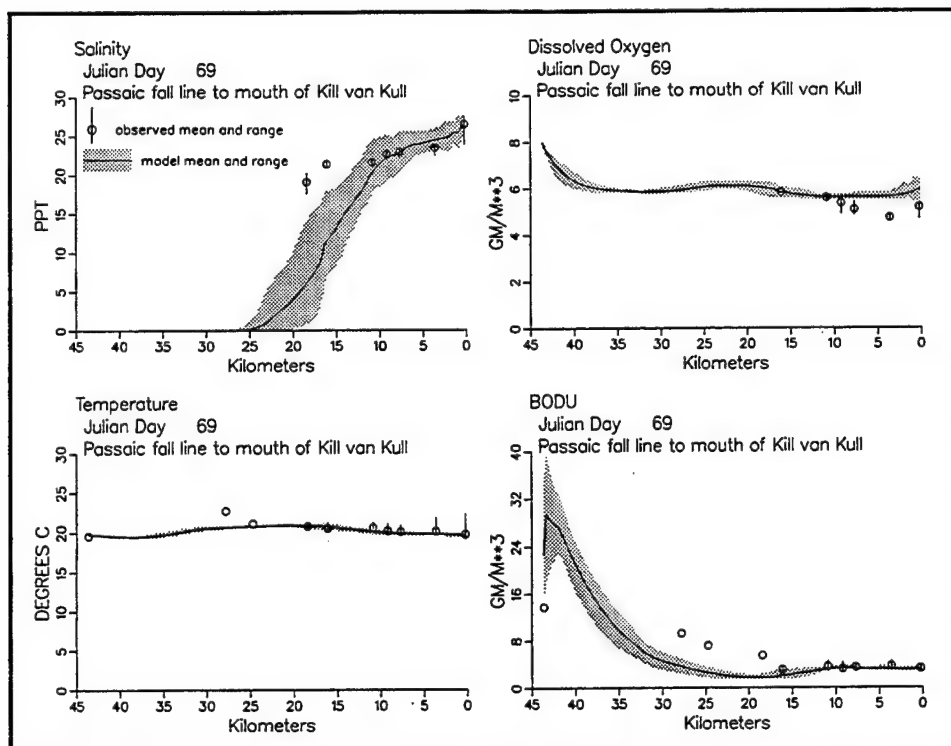 Salinity
Julian Day 69
Passaic fall line to mouth of Kill van Kull
observed mean and range
model mean and range
PPT
30
25
20
15
10
5
0
45 40 35 30 25 20 15 10 5 0
Kilometers
Dissolved Oxygen
Julian Day 69
Passaic fall line to mouth of Kill van Kull
GM/M**3
10
8
6
4
2
0
45 40 35 30 25 20 15 10 5 0
Kilometers
Temperature
Julian Day 69
Passaic fall line to mouth of Kill van Kull
DEGREES C
30
25
20
15
10
5
0
45 40 35 30 25 20 15 10 5 0
Kilometers
BODU
Julian Day 69
Passaic fall line to mouth of Kill van Kull
GM/M**3
40
32
24
16
8
0
45 40 35 30 25 20 15 10 5 0
Kilometers